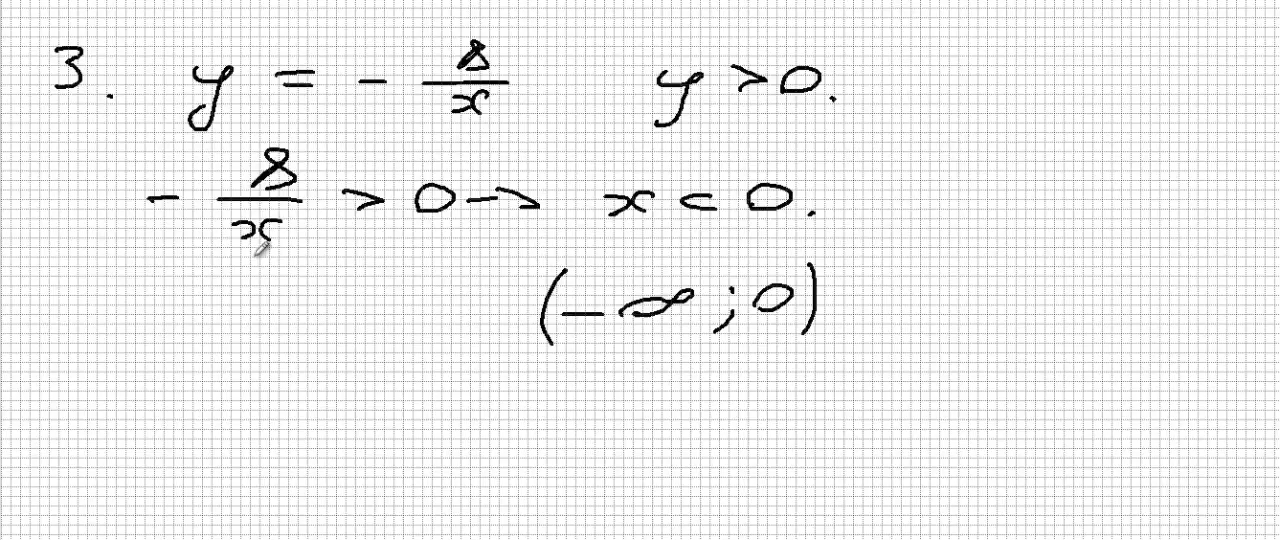 3. y = - 8/x y > 0.
- 8/x > 0 → x < 0.
(-∞; 0)